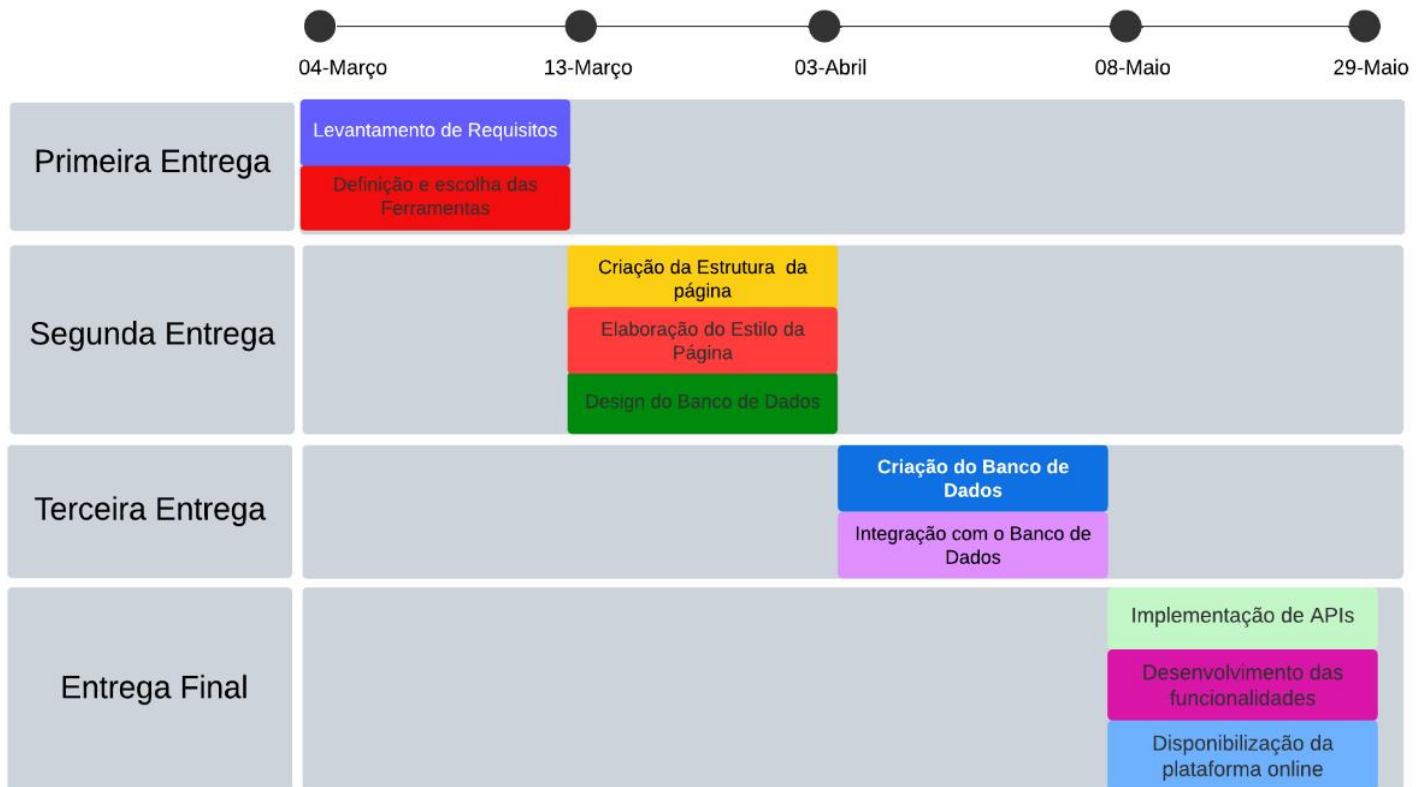 04-Março
13-Março
03-Abril
08-Maio
29-Maio
Primeira Entrega
Levantamento de Requisitos
Definição e escolha das
Ferramentas
Segunda Entrega
Criação da Estrutura da
página
Elaboração do Estilo da
Página
Design do Banco de Dados
Terceira Entrega
Criação do Banco de
Dados
Integração com o Banco de
Dados
Entrega Final
Implementação de APIs
Desenvolvimento das
funcionalidades
Disponibilização da
plataforma online